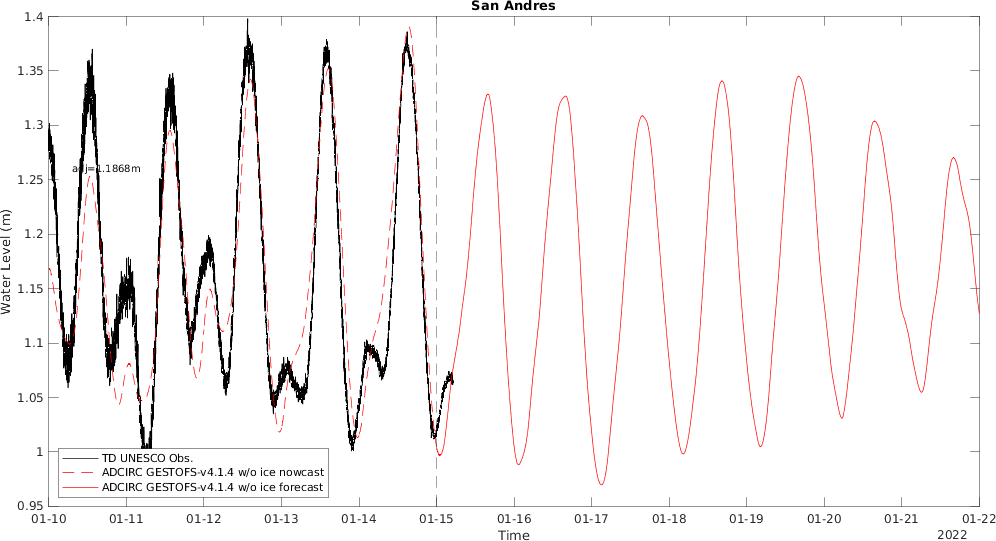 San Andres
1.4
1.35
1.3
1.25
1.2
1.15
1.1
1.05
1
0.95
Water Level (m)
adj=1.1868m
TD UNESCO Obs.
ADCIRC GESTOFS-v4.1.4 w/o ice nowcast
ADCIRC GESTOFS-v4.1.4 w/o ice forecast
01-10 01-11 01-12 01-13 01-14 01-15 01-16 01-17 01-18 01-19 01-20 01-21 01-22
Time
2022